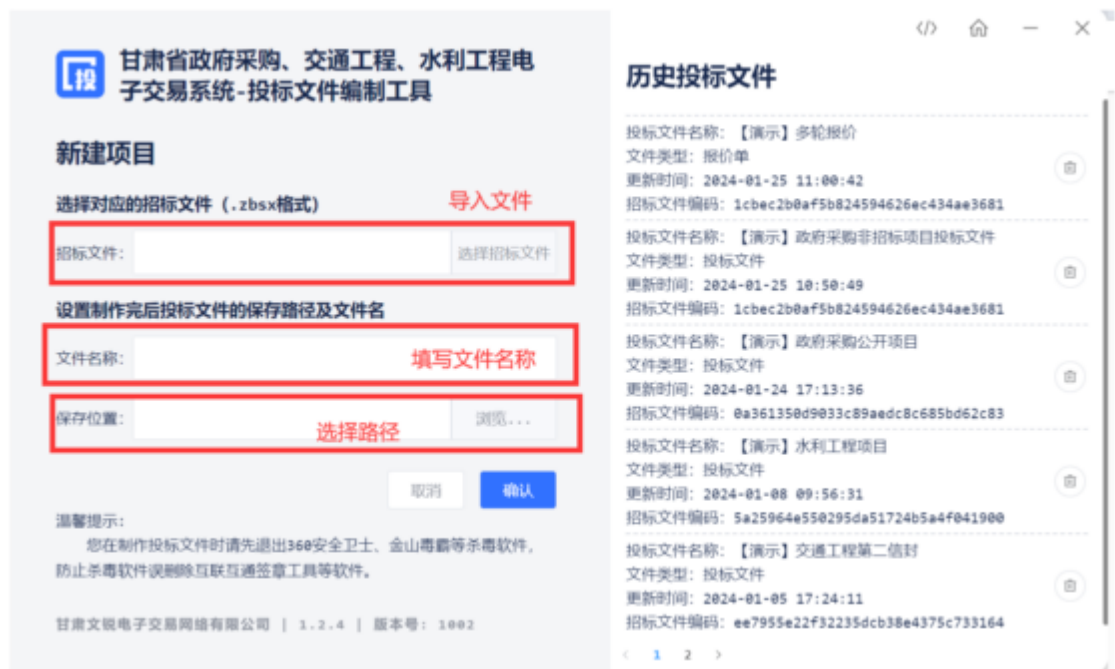 甘肃省政府采购、交通工程、水利工程电
子交易系统-投标文件编制工具
投
新建项目
选择对应的招标文件（.zbsx格式）
导入文件
招标文件：
选择招标文件
设置制作完后投标文件的保存路径及文件名
文件名称：
填写文件名称
保存位置：
选择路径
浏览...
取消
确认
温馨提示：
您在制作投标文件时请先退出360安全卫士、金山毒霸等杀毒软件，
防止杀毒软件误删除互联互通签章工具等软件。
甘肃文锐电子交易网络有限公司 | 1.2.4 | 版本号：1002
历史投标文件
投标文件名称：【演示】多轮报价
文件类型：报价单
更新时间：2024-01-25 11:00:42
招标文件编码：1cbec2b0af5b824594626ec434ae3681
投标文件名称：【演示】政府采购非招标项目投标文件
文件类型：投标文件
更新时间：2024-01-25 10:50:49
招标文件编码：1cbec2b0af5b824594626ec434ae3681
投标文件名称：【演示】政府采购公开项目
文件类型：投标文件
更新时间：2024-01-24 17:13:36
招标文件编码：0a361350d9033c89aedc8c685bd62c83
投标文件名称：【演示】水利工程项目
文件类型：投标文件
更新时间：2024-01-08 09:56:31
招标文件编码：5a25964e550295da51724b5a4f041900
投标文件名称：【演示】交通工程第二信封
文件类型：投标文件
更新时间：2024-01-05 17:24:11
招标文件编码：ee7955e22f32235dcb38e4375c733164
< 1 2 >